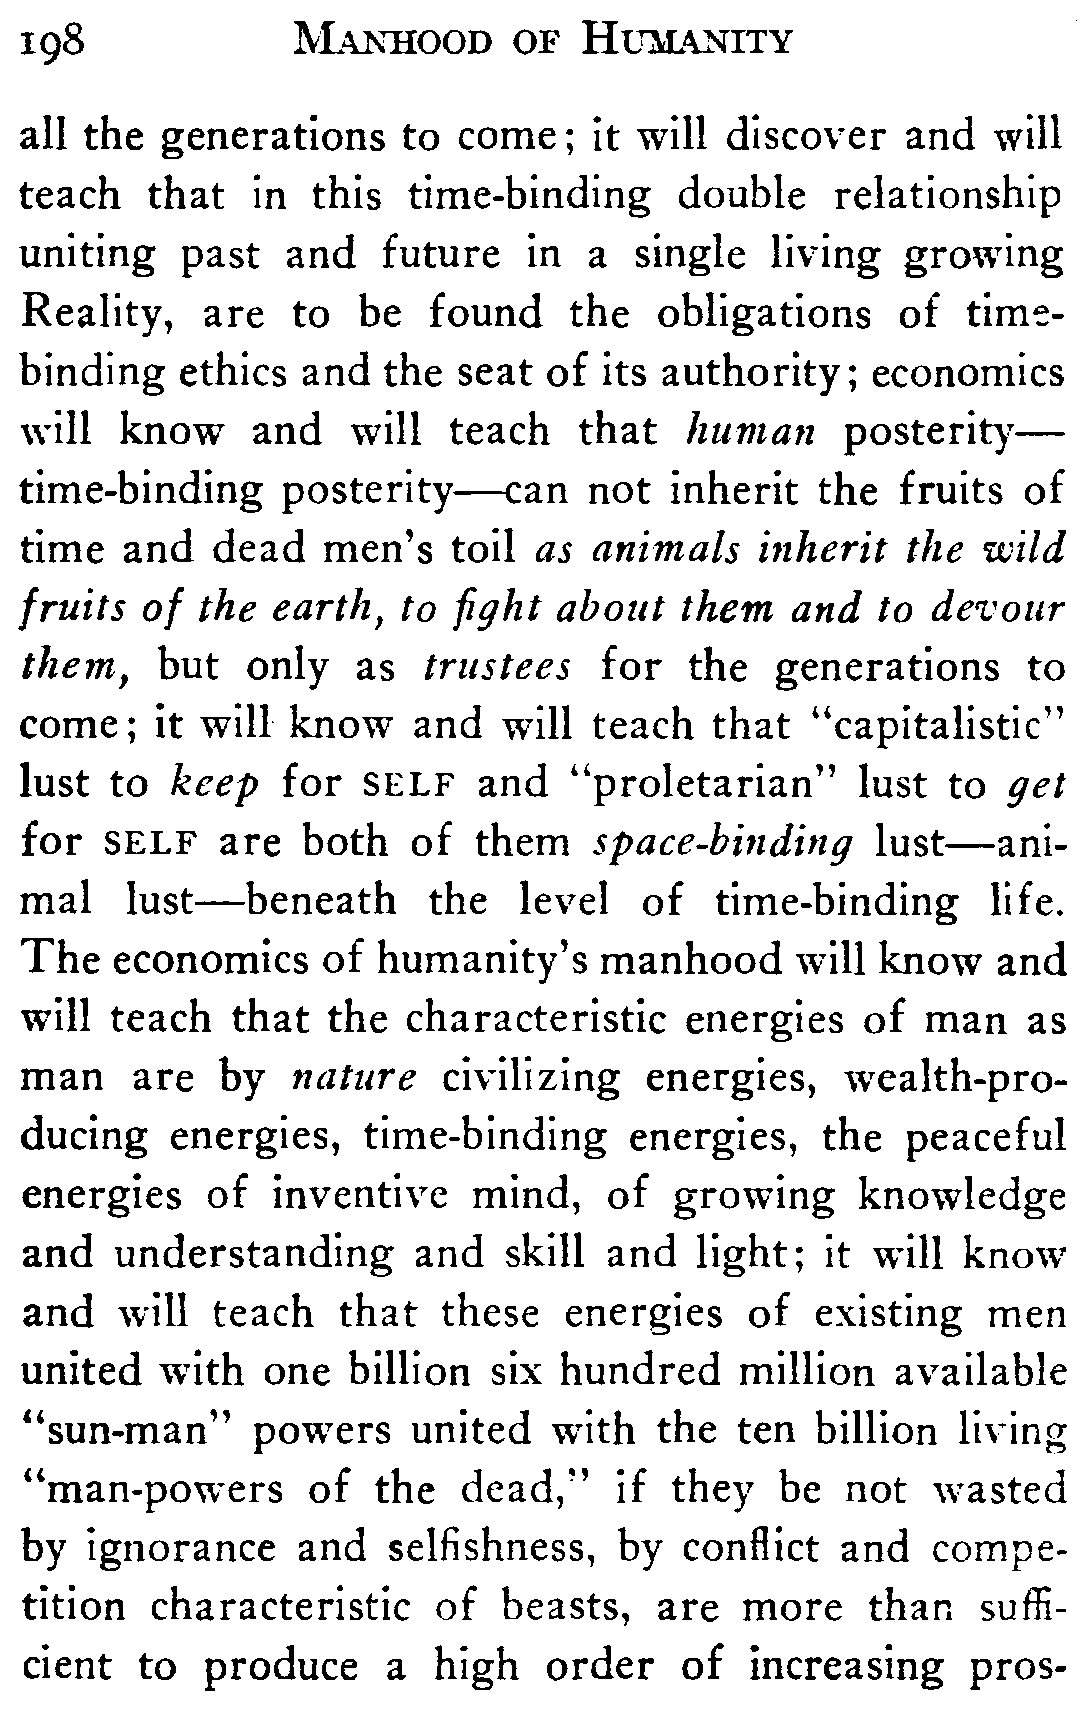 198 MANHOOD OF HUMANITY
all the generations to come; it will discover and will
teach that in this time-binding double relationship
uniting past and future in a single living growing
Reality, are to be found the obligations of time-
binding ethics and the seat of its authority; economics
will know and will teach that human posterity—
time-binding posterity—can not inherit the fruits of
time and dead men's toil as animals inherit the wild
fruits of the earth, to fight about them and to devour
them, but only as trustees for the generations to
come; it will know and will teach that "capitalistic"
lust to keep for SELF and "proletarian" lust to get
for SELF are both of them space-binding lust—ani-
mal lust—beneath the level of time-binding life.
The economics of humanity's manhood will know and
will teach that the characteristic energies of man as
man are by nature civilizing energies, wealth-pro-
ducing energies, time-binding energies, the peaceful
energies of inventive mind, of growing knowledge
and understanding and skill and light; it will know
and will teach that these energies of existing men
united with one billion six hundred million available
"sun-man" powers united with the ten billion living
"man-powers of the dead," if they be not wasted
by ignorance and selfishness, by conflict and compe-
tition characteristic of beasts, are more than suffi-
cient to produce a high order of increasing pros-